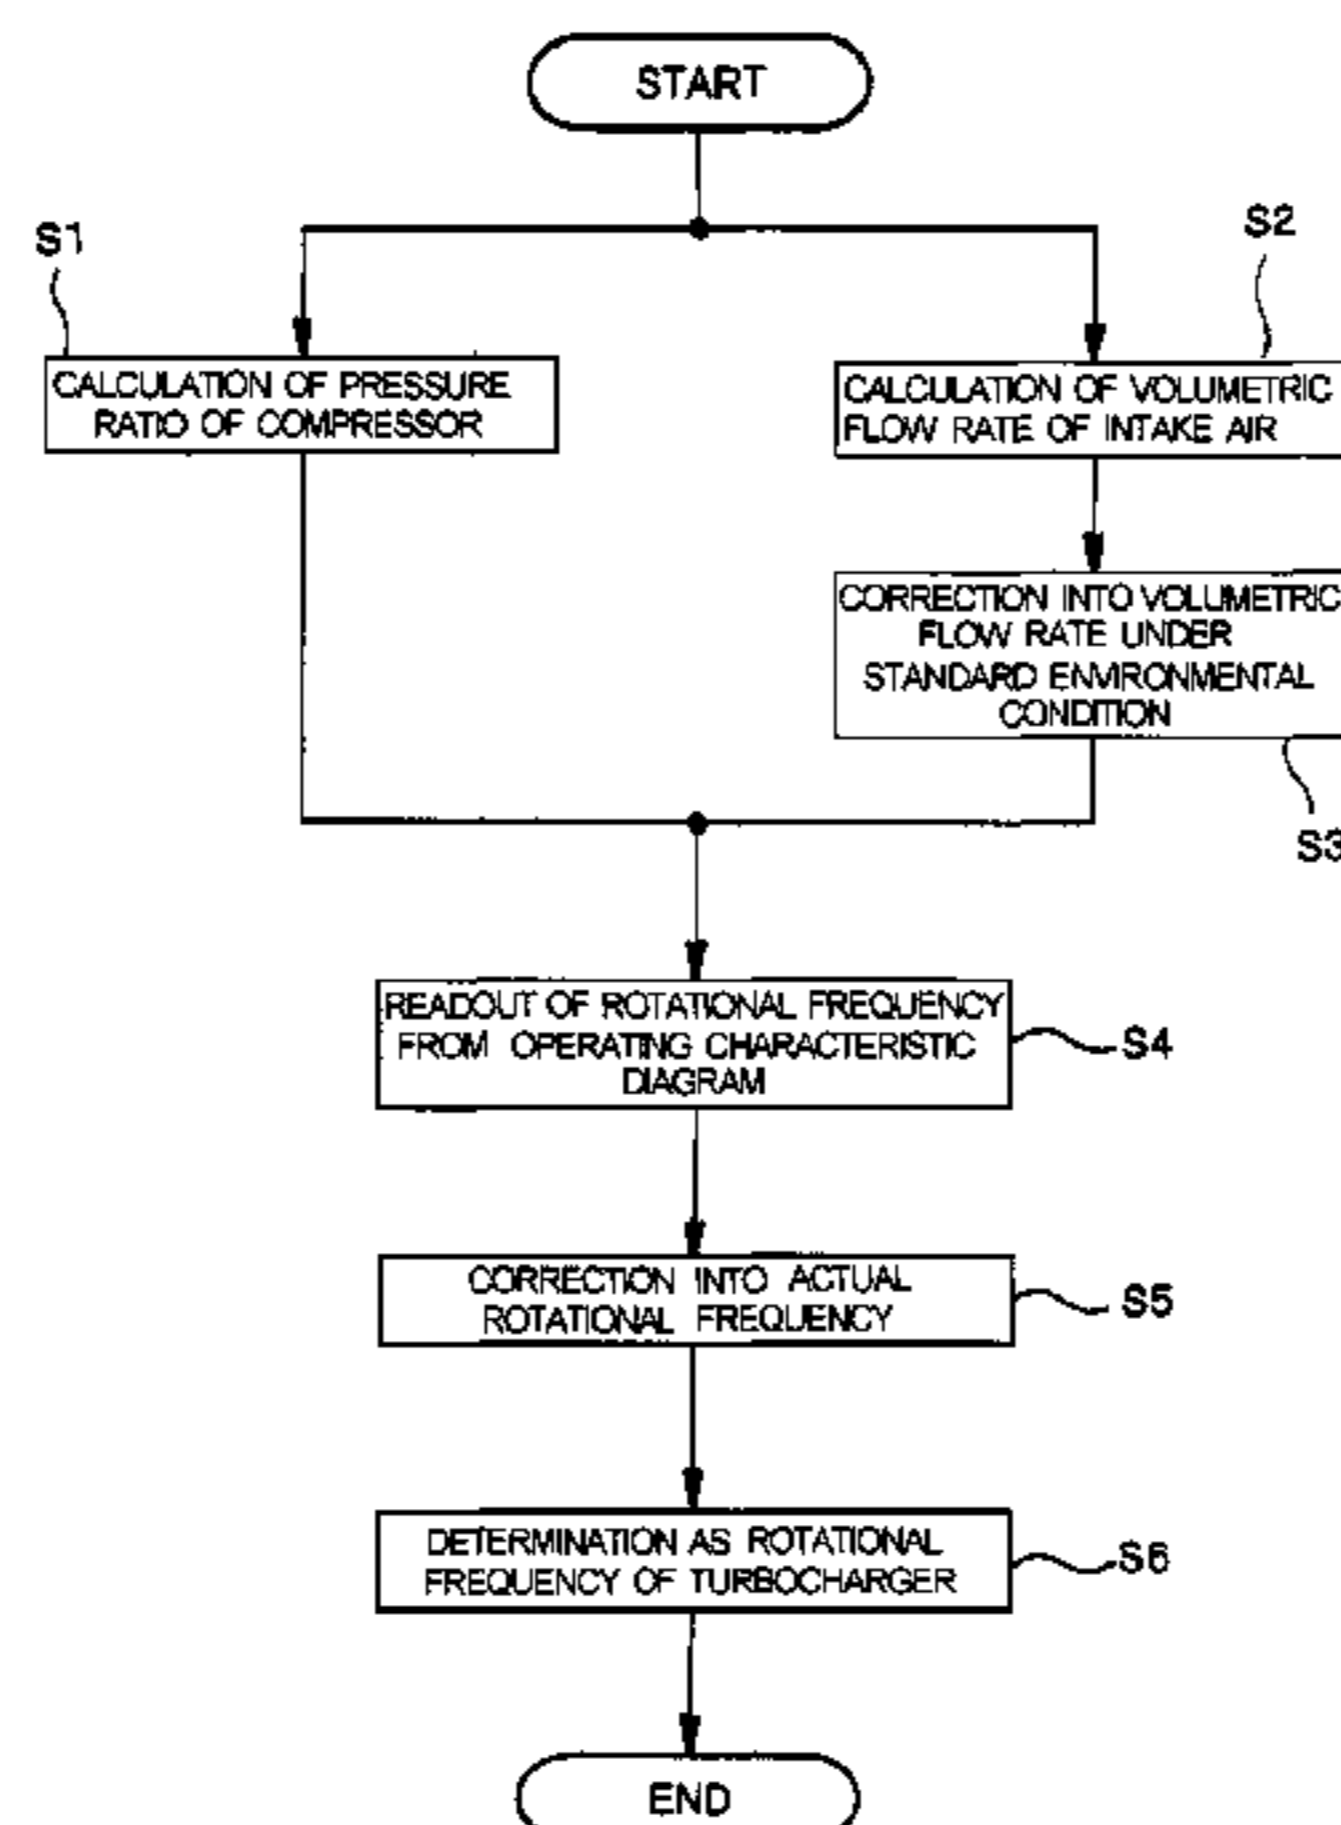 START
S1
S2
CALCULATION OF PRESSURE
RATIO OF COMPRESSOR
CALCULATION OF VOLUMETRIC
FLOW RATE OF INTAKE AIR
CORRECTION INTO VOLUMETRIC
FLOW RATE UNDER
STANDARD ENVIRONMENTAL
CONDITION
S3
READOUT OF ROTATIONAL FREQUENCY
FROM OPERATING CHARACTERISTIC
DIAGRAM
S4
CORRECTION INTO ACTUAL
ROTATIONAL FREQUENCY
S5
DETERMINATION AS ROTATIONAL
FREQUENCY OF TURBOCHARGER
S6
END